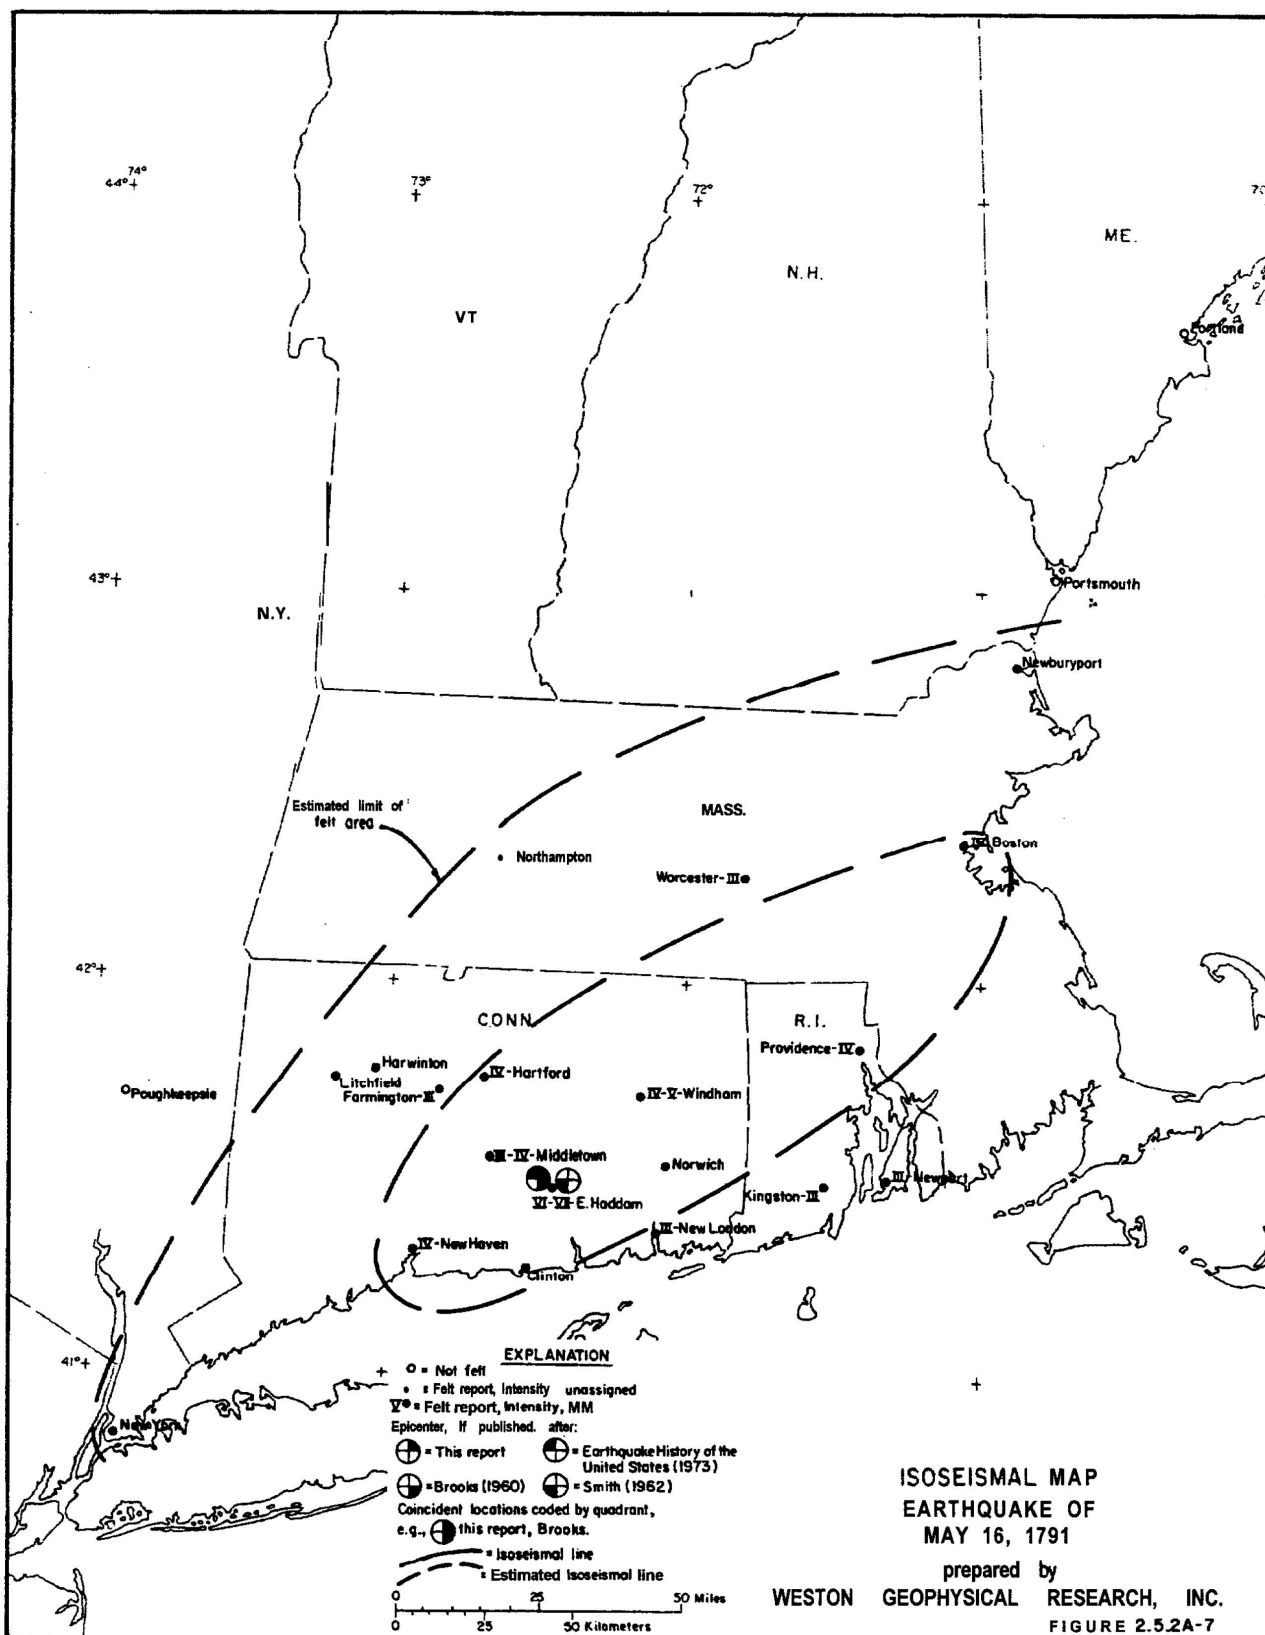 74°
44°
73°
72°
ME.
N.H.
VT
Portland
43°
Portsmouth
N.Y.
Newburyport
Estimated limit of
felt area
MASS.
IV-Boston
Northampton
Worcester-III
42°
CONN.
R.I.
Providence-IV
Harwinton
IV-Hartford
Litchfield
Poughkeepsie
Farmington-III
IV-V-Windham
III-IV-Middletown
Norwich
III-Newport
Kingston-III
VI-VII-E. Haddam
III-New London
IV-New Haven
Clinton
41°
New York
EXPLANATION
= Not felt
= Felt report, Intensity unassigned
V = Felt report, Intensity, MM
Epicenter, If published, after:
= This report
= Earthquake History of the
United States (1973)
= Brooks (1960)
= Smith (1962)
Coincident locations coded by quadrant,
e.g., this report, Brooks.
= Isoseismal line
= Estimated Isoseismal line
0 25 50 Miles
0 25 50 Kilometers
ISOSEISMAL MAP
EARTHQUAKE OF
MAY 16, 1791
prepared by
WESTON GEOPHYSICAL RESEARCH, INC.
FIGURE 2.5.2A-7